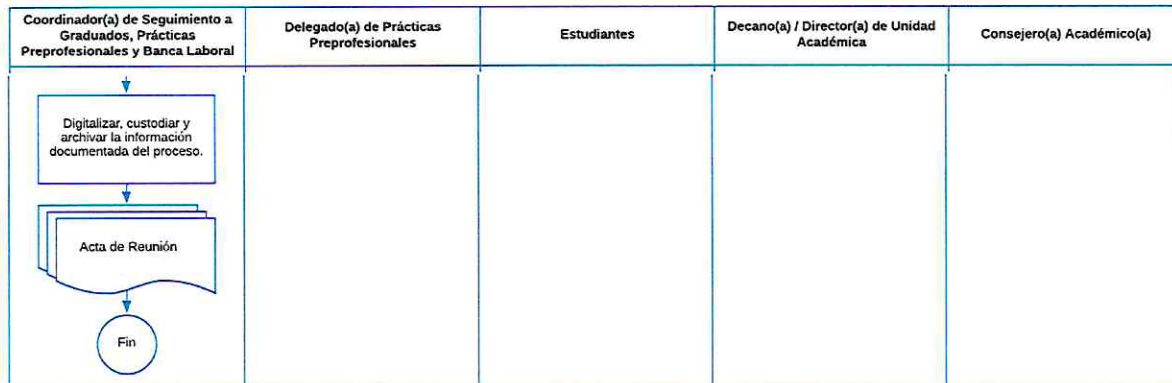 Coordinador(a) de Seguimiento a
Graduados, Prácticas
Preprofesionales y Banca Laboral
Delegado(a) de Prácticas
Preprofesionales
Estudiantes
Decano(a) / Director(a) de Unidad
Académica
Consejero(a) Académico(a)
Digitalizar, custodiar y
archivar la información
documentada del proceso.
Acta de Reunión
Fin